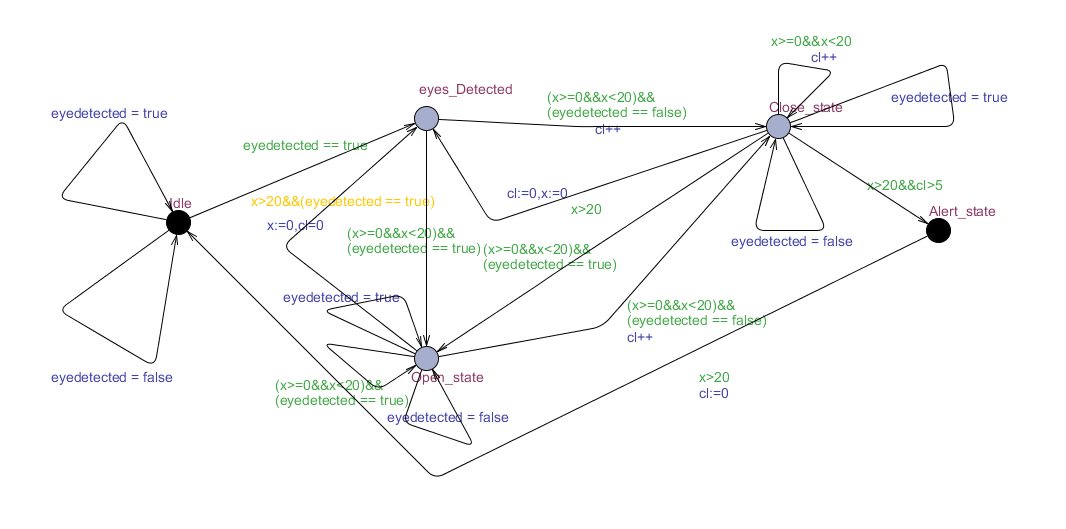 x>=0&&x<20
cl++
eyes_Detected
eyedetected = true
(x>=0&&x<20)&&
(eyedetected == false)
cl++
Close_state
eyedetected = true
eyedetected == true
x>20&&cl>5
Idle
x>20&&(eyedetected == true)
x:=0,cl=0
cl:=0,x:=0
x>20
Alert_state
(x>=0&&x<20)&&
(eyedetected == true)
(x>=0&&x<20)&&
(eyedetected == true)
eyedetected = false
eyedetected = true
(x>=0&&x<20)&&
(eyedetected == false)
cl++
eyedetected = false
Open_state
(x>=0&&x<20)&&
(eyedetected == true)
eyedetected = false
x>20
cl:=0